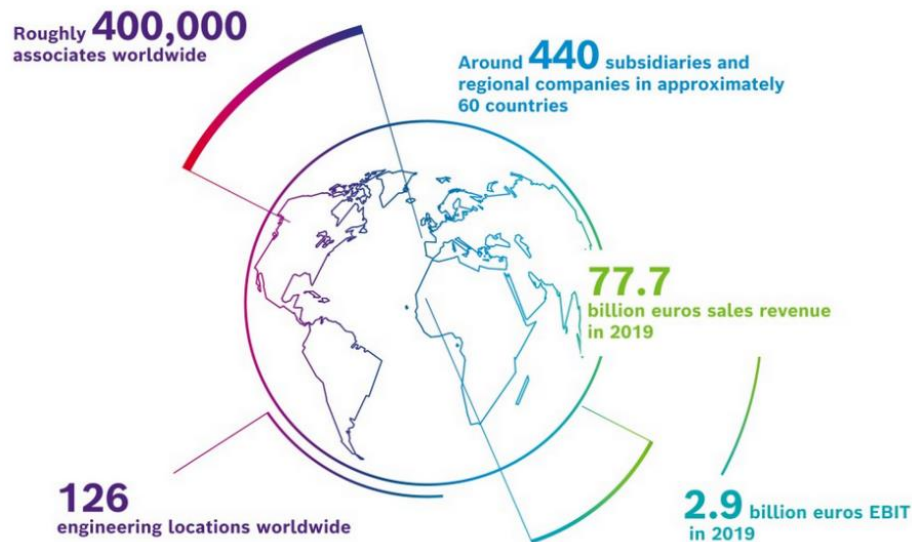 Roughly 400,000
associates worldwide
Around 440 subsidiaries and
regional companies in approximately
60 countries
77.7
billion euros sales revenue
in 2019
126
engineering locations worldwide
2.9 billion euros EBIT
in 2019